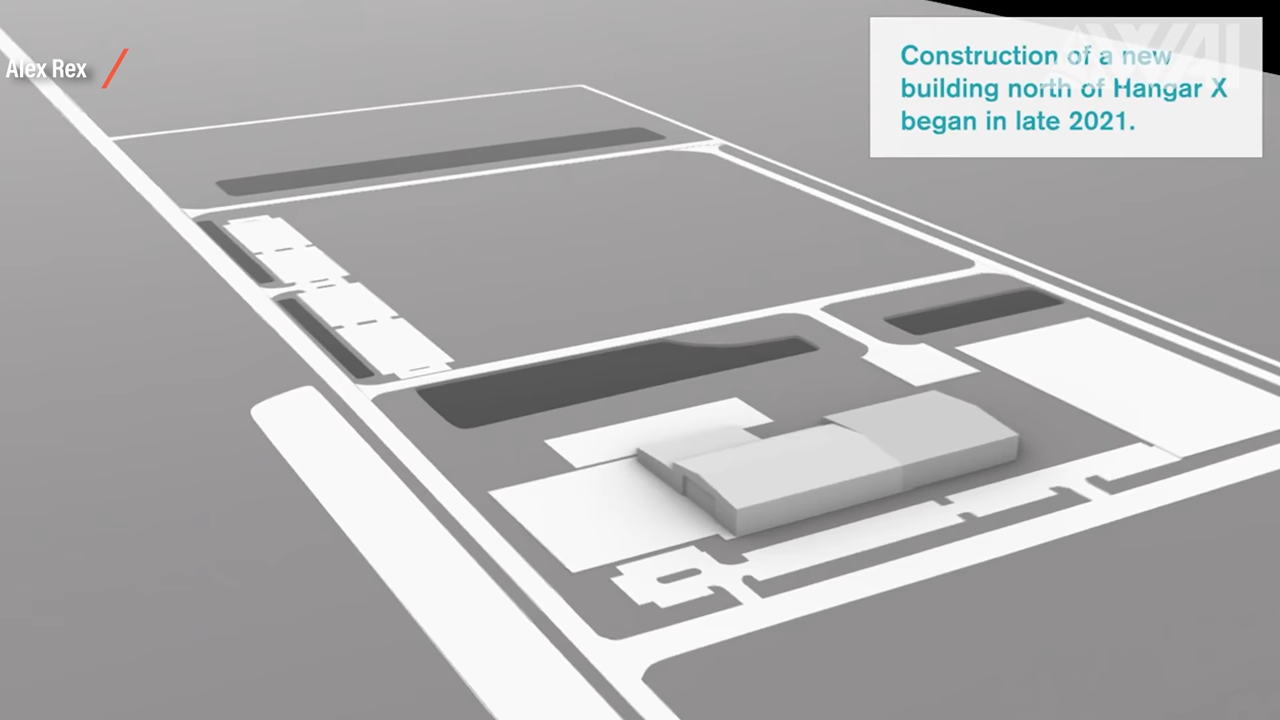 Alex Rex
Construction of a new
building north of Hangar X
began in late 2021.